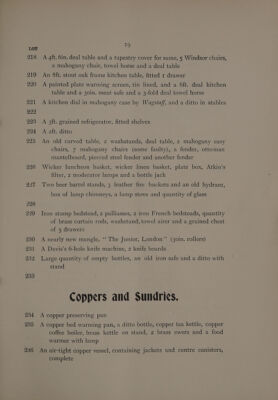 19
LOT
218 A 4ft. 6in. deal table and a tapestry cover for same, 5 Windsor chairs,
a mahogany chair, towel horse and a deal table
219 An 8ft. stout oak frame kitchen table, fitted 1 drawer
220 A painted plate warming screen, tin lined, and a 8ft. deal kitchen
table and a 30in. meat safe and a 3-fold deal towel horse
221 A kitchen dial in mahogany case by Wagstaff, and a ditto in stables
222
223 A 3ft. grained refrigerator, fitted shelves
224 A 2ft. ditto
225 An old carved table, 2 washstands, deal table, 2 mahogany easy
chairs, 7 mahogany chairs (some faulty), a fender, ottoman
mantelboard, pierced steel fender and another fender
226 Wicker luncheon basket, wicker linen basket, plate box, Atkin's
filter, 2 moderator lamps and a bottle jack
227 Two beer barrel stands, 3 leather fire buckets and an old hydrant,
box of lamp chimneys, a lamp stove and quantity of glass
228
229 Iron stump bedstead, 2 palliasses, 2 iron French bedsteads, quantity
of brass curtain rods, washstand, towel airer and a grained chest
of 3 drawers
230 A nearly new mangle, "The Junior, London" (30in. rollers)
231 A Davis's 6-hole knife machine, 2 knife boards
232 Large quantity of empty bottles, an old iron safe and a ditto with
stand
233
Coppers and Sundries.
234 A copper preserving pan
235 A copper bed warming pan, a ditto bottle, copper tea kettle, copper
coffee boiler, brass kettle on stand, 2 brass ewers and a food
warmer with lamp
236 An air-tight copper vessel, containing jackets and centre canisters,
complete